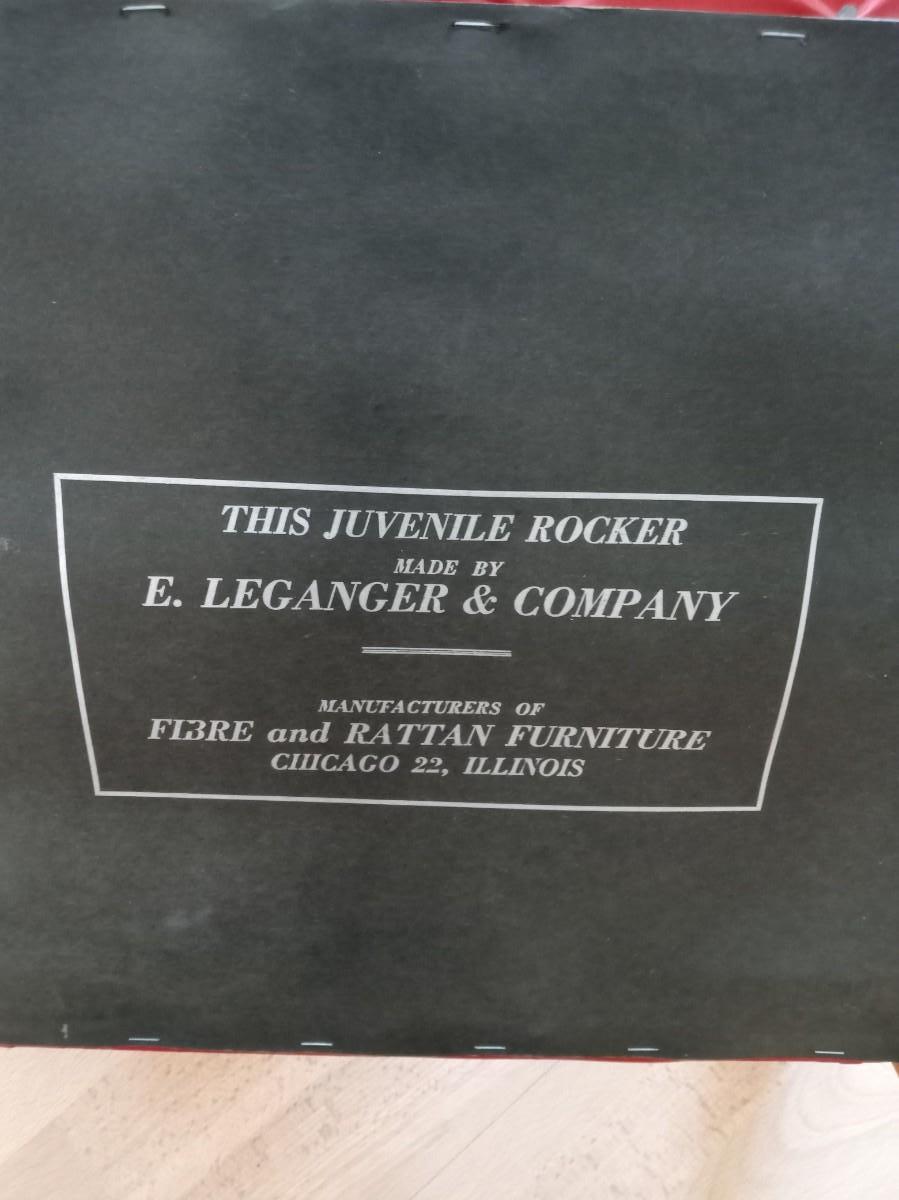 THIS JUVENILE ROCKER
MADE BY
E. LEGANGER & COMPANY
MANUFACTURERS OF
FIBRE and RATTAN FURNITURE
CHICAGO 22, ILLINOIS